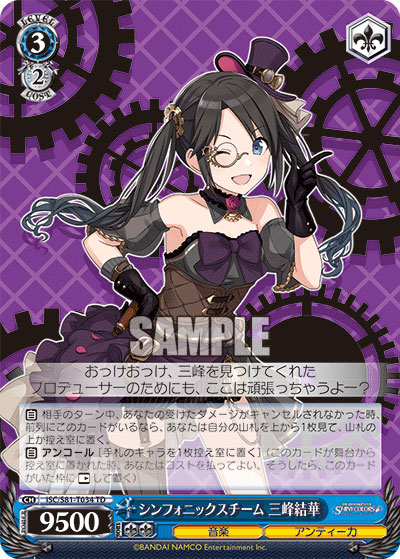 LEVEL
3
2
COST
SAMPLE
おっけおっけ、三峰を見つけてくれた
プロデューサーのためにも、ここは頑張っちゃうよー？
【自】 相手のターン中、あなたの受けたダメージがキャンセルされなかった時、
前列にこのカードがいるなら、あなたは自分の山札を上から1枚見て、山札の
上か控え室に置く。
【自】 アンコール ［手札のキャラを1枚控え室に置く］ （このカードが舞台から
控え室に置かれた時、あなたはコストを払ってよい。そうしたら、このカードが
いた枠にレストして置く）
CH
ISC/S81-T034 TD
POWER
9500
シンフォニックスチーム 三峰結華
SHINY COLORS
音楽
アンティーカ
©BANDAI NAMCO Entertainment Inc.